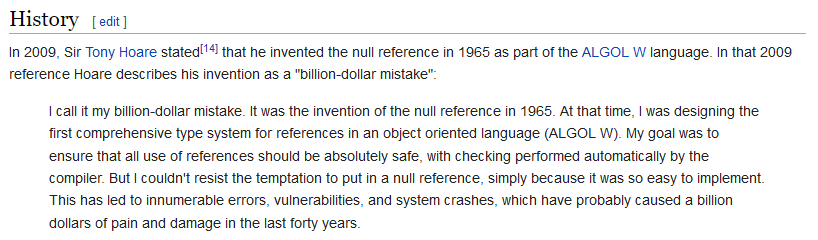 History [ edit ]
In 2009, Sir Tony Hoare stated[14] that he invented the null reference in 1965 as part of the ALGOL W language. In that 2009
reference Hoare describes his invention as a "billion-dollar mistake":
I call it my billion-dollar mistake. It was the invention of the null reference in 1965. At that time, I was designing the
first comprehensive type system for references in an object oriented language (ALGOL W). My goal was to
ensure that all use of references should be absolutely safe, with checking performed automatically by the
compiler. But I couldn't resist the temptation to put in a null reference, simply because it was so easy to implement.
This has led to innumerable errors, vulnerabilities, and system crashes, which have probably caused a billion
dollars of pain and damage in the last forty years.